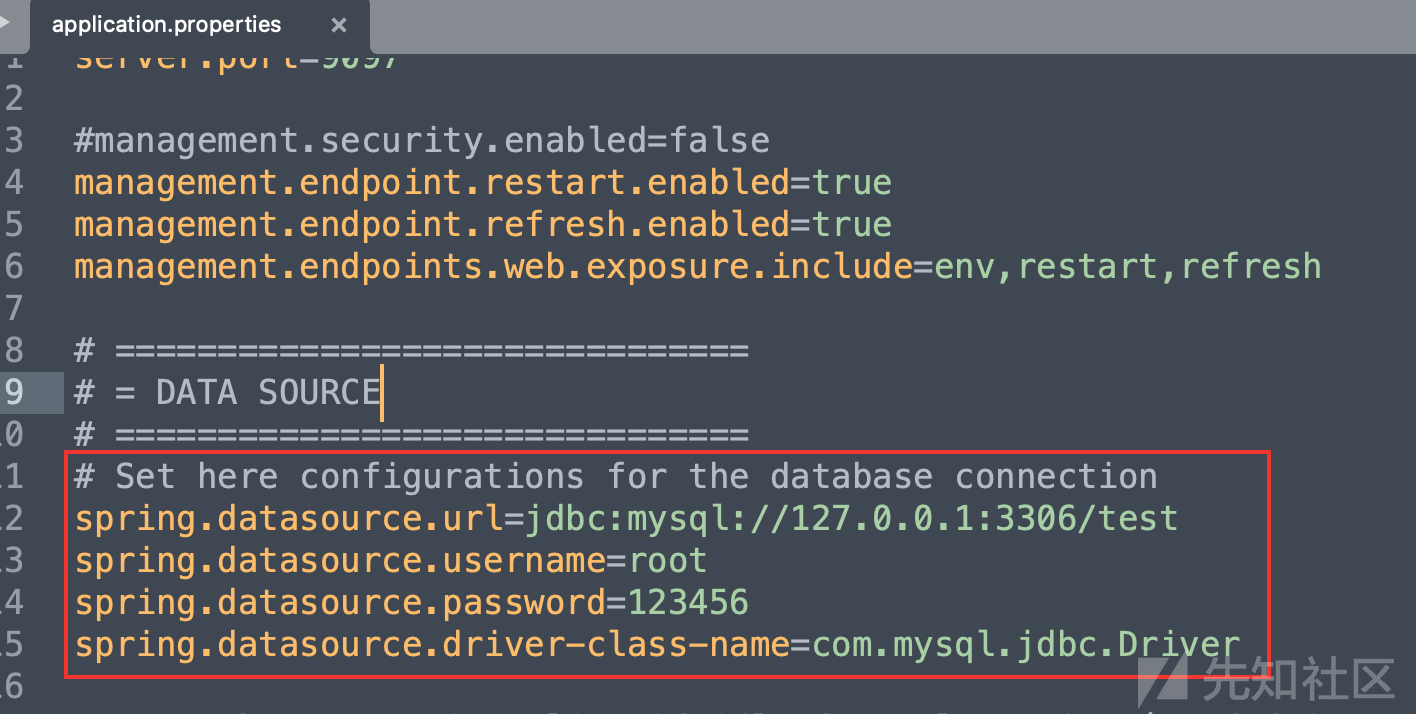 application.properties ×
1 server.port=9097
2
3 #management.security.enabled=false
4 management.endpoint.restart.enabled=true
5 management.endpoint.refresh.enabled=true
6 management.endpoints.web.exposure.include=env,restart,refresh
7
8 # ===============================
9 # = DATA SOURCE
10 # ===============================
11 # Set here configurations for the database connection
12 spring.datasource.url=jdbc:mysql://127.0.0.1:3306/test
13 spring.datasource.username=root
14 spring.datasource.password=123456
15 spring.datasource.driver-class-name=com.mysql.jdbc.Driver
16
先知社区